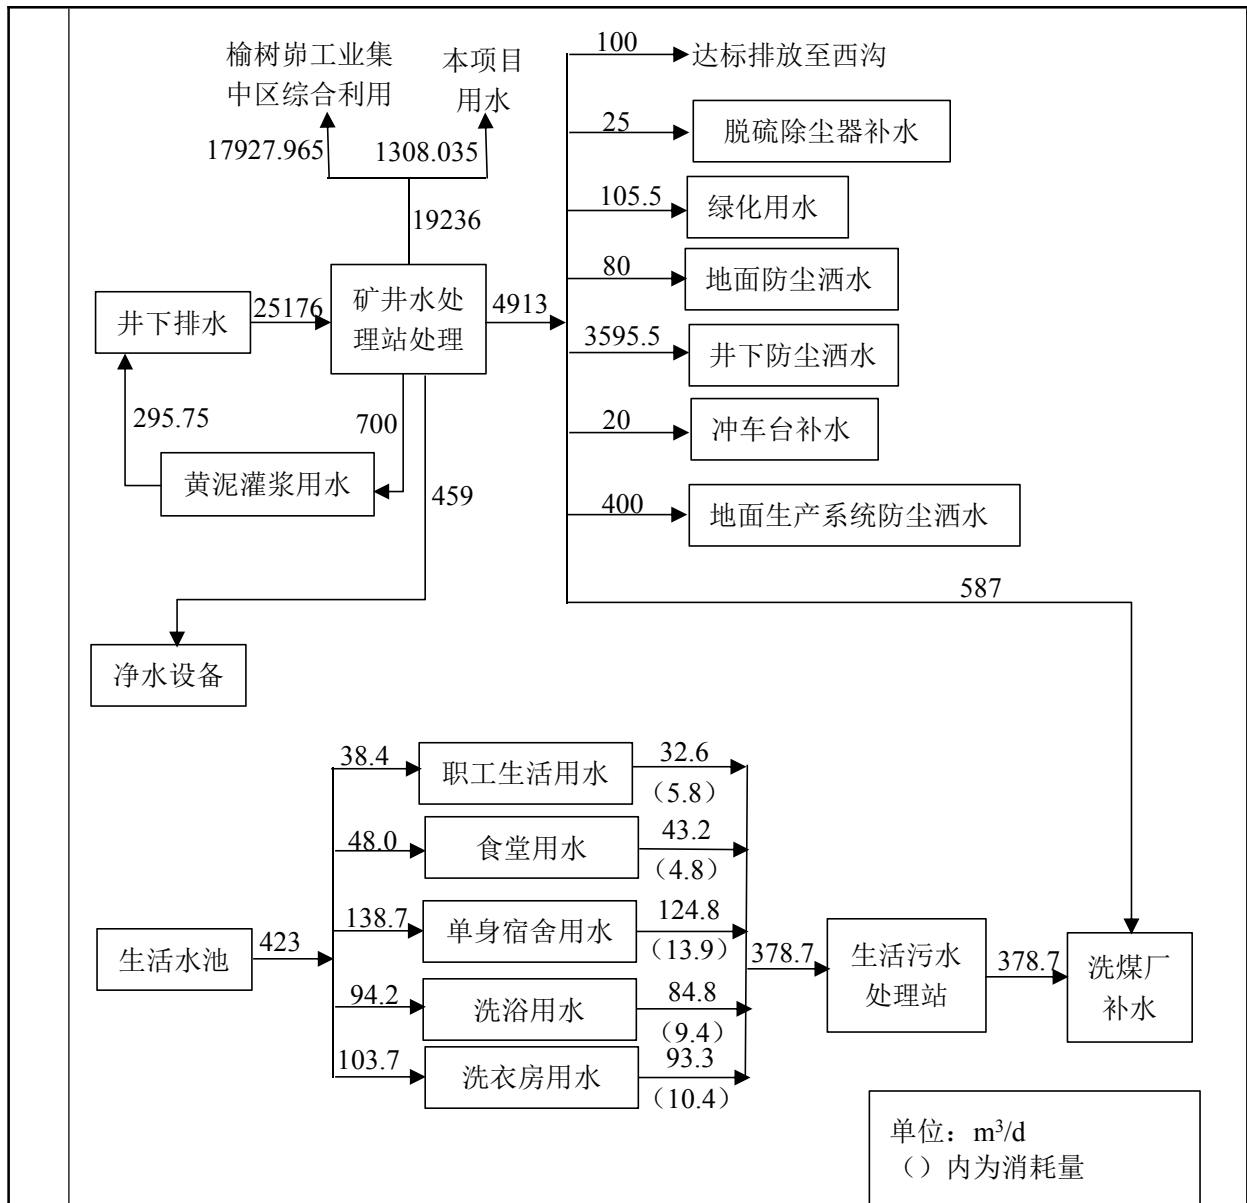 榆树峁工业集
中区综合利用
本项目
用水
17927.965
1308.035
19236
100
达标排放至西沟
25
脱硫除尘器补水
105.5
绿化用水
80
地面防尘洒水
3595.5
井下防尘洒水
20
冲车台补水
400
地面生产系统防尘洒水
587
井下排水
25176
矿井水处
理站处理
4913
295.75
700
黄泥灌浆用水
459
净水设备
生活水池
423
38.4
职工生活用水
32.6
（5.8）
48.0
食堂用水
43.2
（4.8）
138.7
单身宿舍用水
124.8
（13.9）
94.2
洗浴用水
84.8
（9.4）
103.7
洗衣房用水
93.3
（10.4）
378.7
生活污水
处理站
378.7
洗煤厂
补水
单位：m³/d
（）内为消耗量